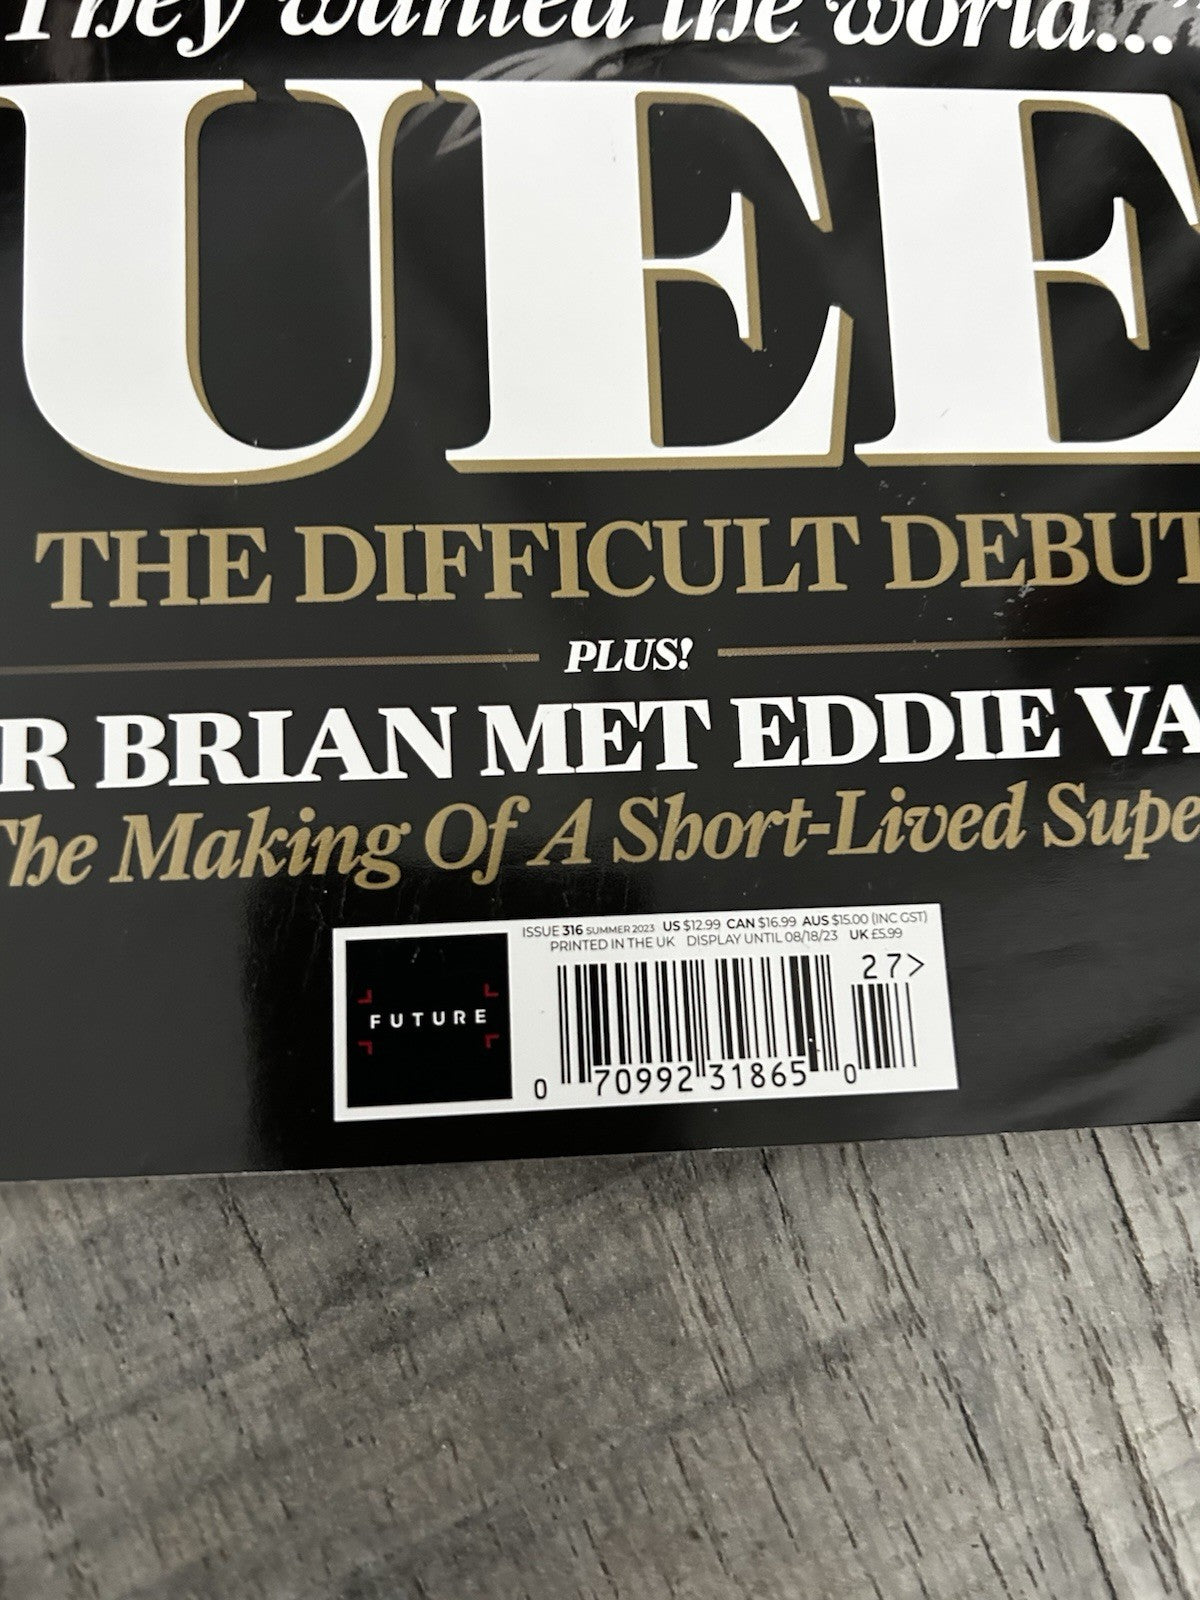 They wanted the world...
UEE
THE DIFFICULT DEBUT
PLUS!
R BRIAN MET EDDIE VA
The Making Of A Short-Lived Supe
ISSUE 316 SUMMER 2023 US $12.99 CAN $16.99 AUS $15.00 (INC GST)
PRINTED IN THE UK DISPLAY UNTIL 08/18/23 UK £5.99
FUTURE
27>
0 70992 31865 0